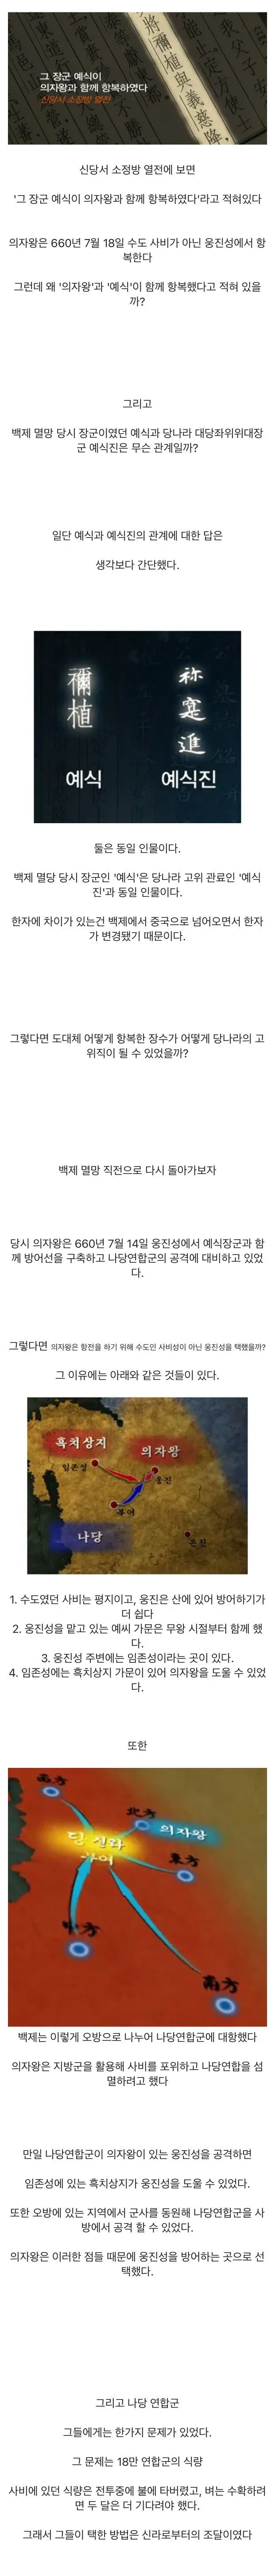 그 장군 예식이
의자왕과 함께 항복하였다
신당서 소정방 열전
신당서 소정방 열전에 보면
'그 장군 예식이 의자왕과 함께 항복하였다'라고 적혀있다
의자왕은 660년 7월 18일 수도 사비가 아닌 웅진성에서 항
복한다
그런데 왜 '의자왕'과 '예식'이 함께 항복했다고 적혀 있을
까?
그리고
백제 멸망 당시 장군이였던 예식과 당나라 대당좌위위대장
군 예식진은 무슨 관계일까?
일단 예식과 예식진의 관계에 대한 답은
생각보다 간단했다.
禰植
예식
祢寔進
예식진
둘은 동일 인물이다.
백제 멸당 당시 장군인 '예식'은 당나라 고위 관료인 '예식
진'과 동일 인물이다.
한자에 차이가 있는건 백제에서 중국으로 넘어오면서 한자
가 변경됐기 때문이다.
그렇다면 도대체 어떻게 항복한 장수가 어떻게 당나라의 고
위직이 될 수 있었을까?
백제 멸망 직전으로 다시 돌아가보자
당시 의자왕은 660년 7월 14일 웅진성에서 예식장군과 함
께 방어선을 구축하고 나당연합군의 공격에 대비하고 있었
다.
그렇다면 의자왕은 항전을 하기 위해 수도인 사비성이 아닌 웅진성을 택했을까?
그 이유에는 아래와 같은 것들이 있다.
흑치상지
의자왕
임존성
웅진
부여
나당
1. 수도였던 사비는 평지이고, 웅진은 산에 있어 방어하기가
더 쉽다
2. 웅진성을 맡고 있는 예씨 가문은 무왕 시절부터 함께 했
다.
3. 웅진성 주변에는 임존성이라는 곳이 있다.
4. 임존성에는 흑치상지 가문이 있어 의자왕을 도울 수 있었
다.
또한
西方
北方
의자왕
당 신라
東方
中方
南方
백제는 이렇게 오방으로 나누어 나당연합군에 대항했다
의자왕은 지방군을 활용해 사비를 포위하고 나당연합을 섬
멸하려고 했다
만일 나당연합군이 의자왕이 있는 웅진성을 공격하면
임존성에 있는 흑치상지가 웅진성을 도울 수 있었다.
또한 오방에 있는 지역에서 군사를 동원해 나당연합군을 사
방에서 공격 할 수 있었다.
의자왕은 이러한 점들 때문에 웅진성을 방어하는 곳으로 선
택했다.
그리고 나당 연합군
그들에게는 한가지 문제가 있었다.
그 문제는 18만 연합군의 식량
사비에 있던 식량은 전투중에 불에 타버렸고, 벼는 수확하려
면 두 달은 더 기다려야 했다.
그래서 그들이 택한 방법은 신라로부터의 조달이였다